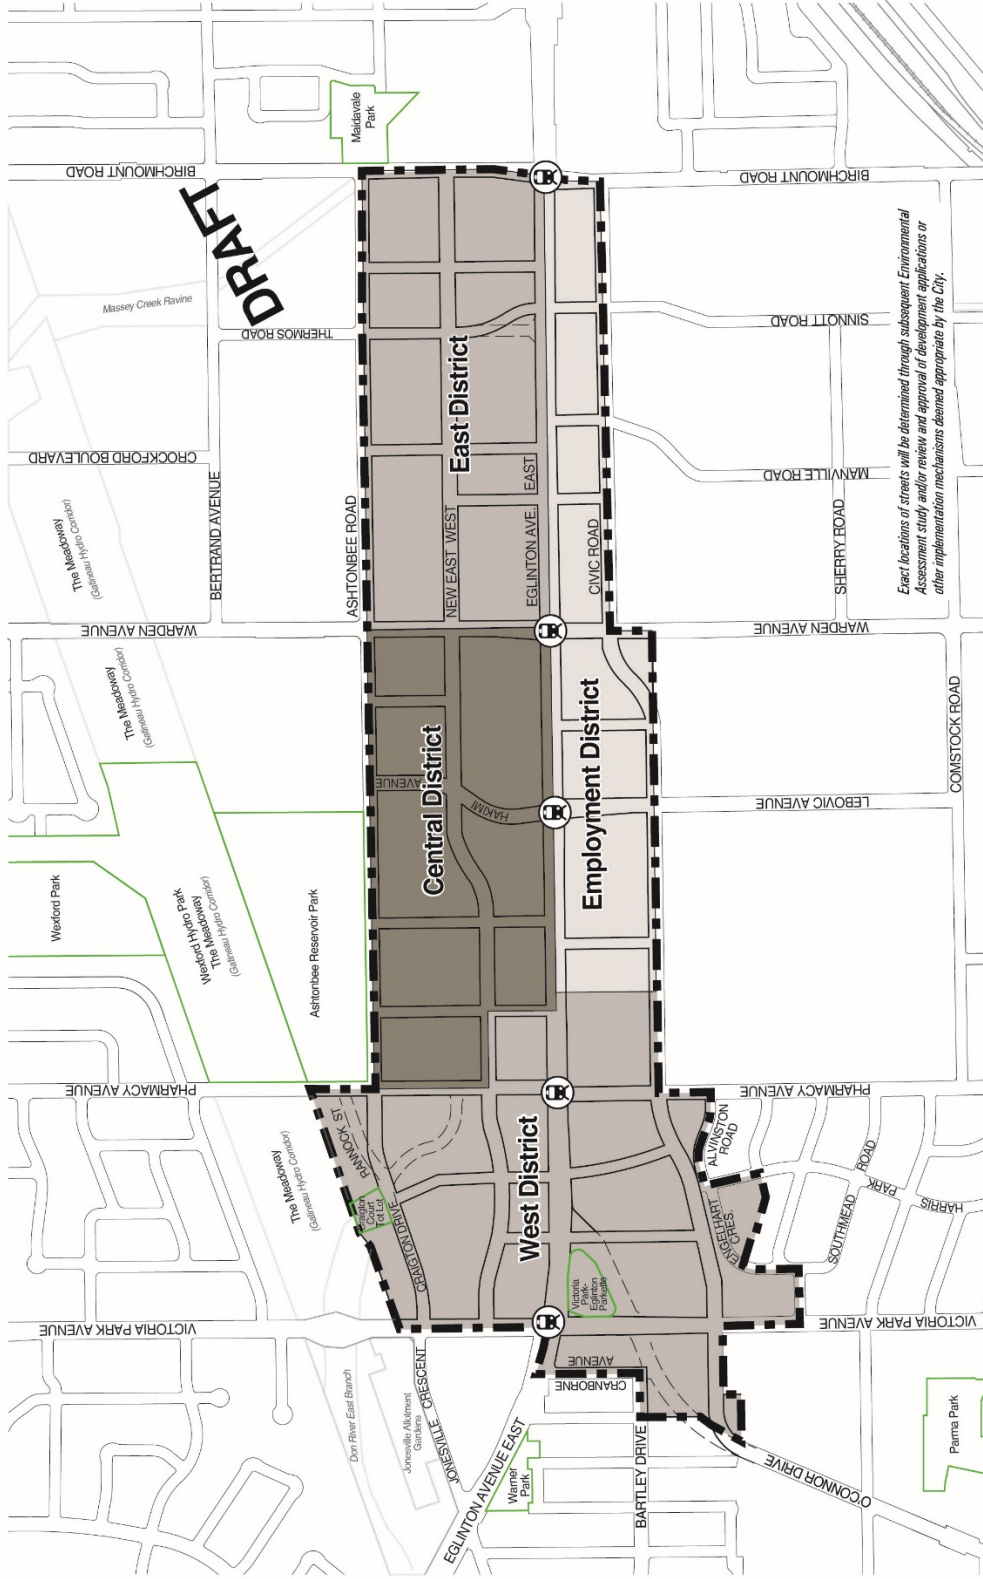 Maidavale
Park
BIRCHMOUNT ROAD
BIRCHMOUNT ROAD
DRAFT
Massey Creek Ravine
THERMOS ROAD
SINNOTT ROAD
East District
CROCKFORD BOULEVARD
MANVILLE ROAD
The Meadoway
(Gatineau Hydro Corridor)
BERTRAND AVENUE
ASHTONBEE ROAD
NEW EAST WEST
EGLINTON AVE. EAST
CIVIC ROAD
SHERRY ROAD
Exact locations of streets will be determined through subsequent Environmental
Assessment study and/or review and approval of development applications or
other implementation mechanisms deemed appropriate by the City.
WARDEN AVENUE
WARDEN AVENUE
The Meadoway
(Gatineau Hydro Corridor)
Central District
HAKIMI AVENUE
Employment District
LEBOVIC AVENUE
COMSTOCK ROAD
Wexford Park
Wexford Hydro Park
The Meadoway
(Gatineau Hydro Corridor)
Ashtonbee Reservoir Park
PHARMACY AVENUE
PHARMACY AVENUE
The Meadoway
(Gatineau Hydro Corridor)
RANNOCK ST
Craigton
Court
Tot Lot
CRAIGTON DRIVE
West District
Victoria
Park-
Eglinton
Parkette
ALVINSTON
ROAD
ENGELHART
CRES.
SOUTHMEAD ROAD
HARRIS PARK
VICTORIA PARK AVENUE
VICTORIA PARK AVENUE
Don River East Branch
Jonesville Allotment
Gardens
JONESVILLE CRESCENT
EGLINTON AVENUE EAST
Warner
Park
CRANBORNE AVENUE
BARTLEY DRIVE
O'CONNOR DRIVE
Parma Park